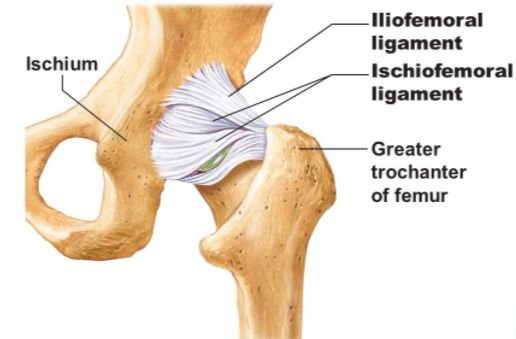 Iliofemoral
ligament
Ischium
Ischiofemoral
ligament
Greater
trochanter
of femur